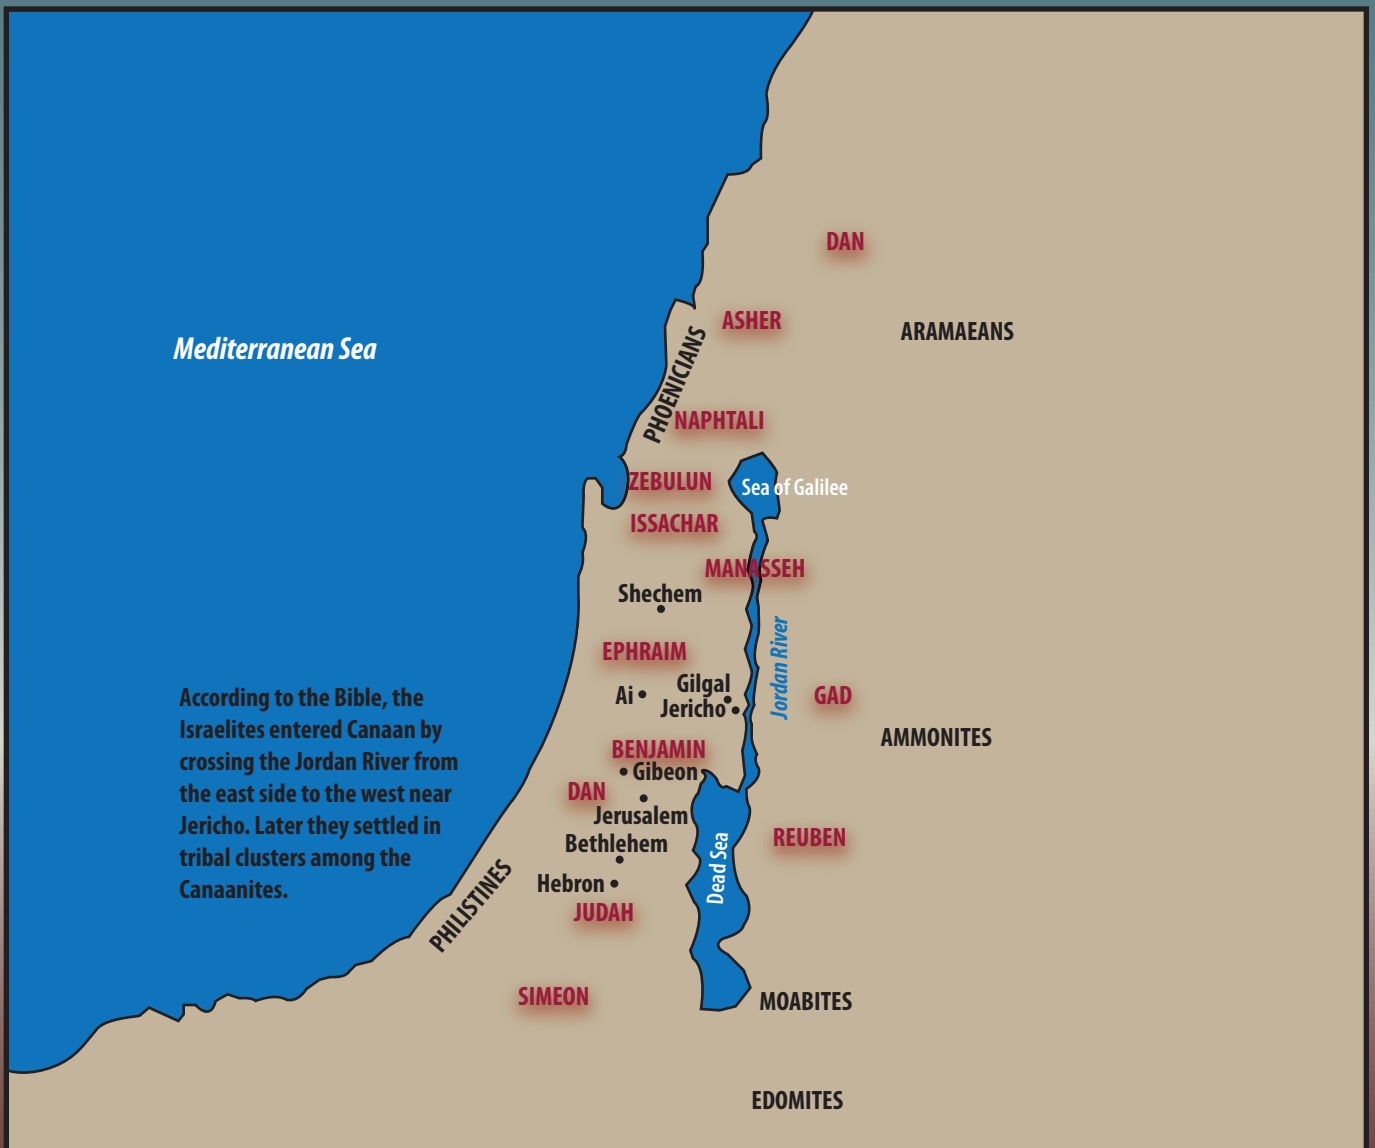 DAN
ASHER
ARAMAEANS
Mediterranean Sea
PHOENICIANS
NAPHTALI
ZEBULUN
Sea of Galilee
ISSACHAR
MANASSEH
Shechem
EPHRAIM
Jordan River
Gilgal
Ai
GAD
Jericho
According to the Bible, the
Israelites entered Canaan by
crossing the Jordan River from
the east side to the west near
Jericho. Later they settled in
tribal clusters among the
Canaanites.
AMMONITES
BENJAMIN
Gibeon
DAN
Jerusalem
REUBEN
Bethlehem
Dead Sea
Hebron
PHILISTINES
JUDAH
SIMEON
MOABITES
EDOMITES